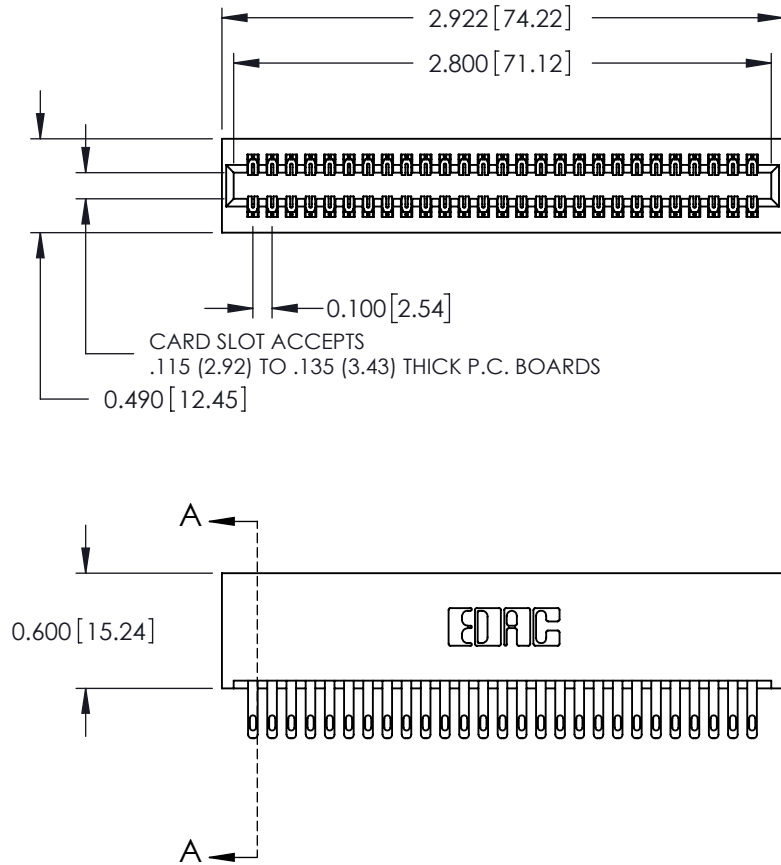 2.922 [74.22]
2.800 [71.12]
0.100 [2.54]
CARD SLOT ACCEPTS
.115 (2.92) TO .135 (3.43) THICK P.C. BOARDS
0.490 [12.45]
A
0.600 [15.24]
EDAC
A